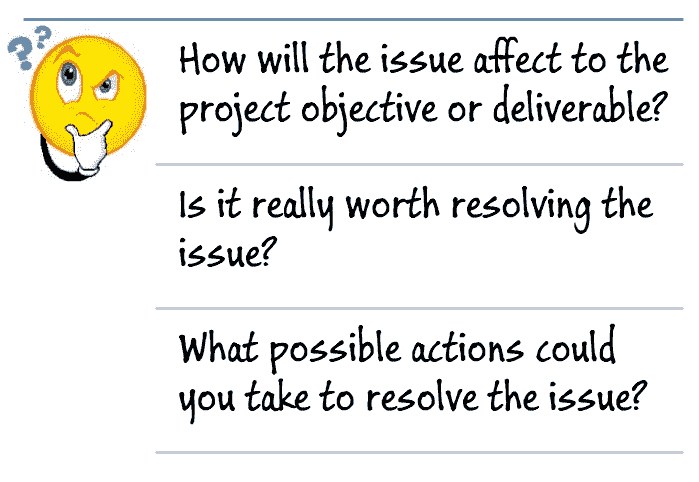 ??
How will the issue affect to the
project objective or deliverable?
Is it really worth resolving the
issue?
What possible actions could
you take to resolve the issue?